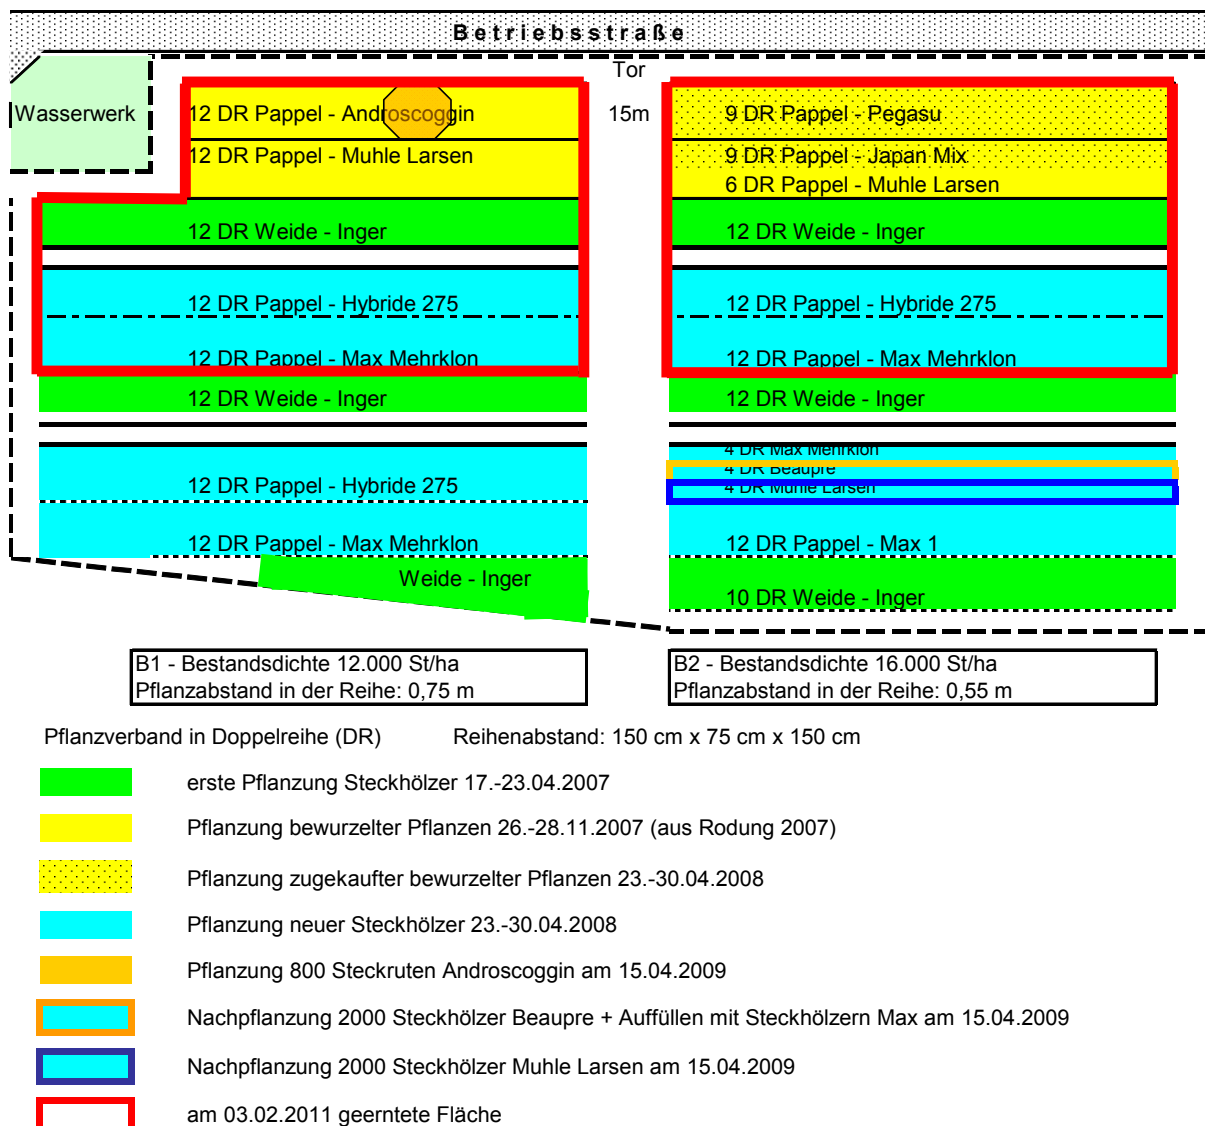 Betriebsstraße
Tor
Wasserwerk
12 DR Pappel - Androscoggin
15m
9 DR Pappel - Pegasu
12 DR Pappel - Muhle Larsen
9 DR Pappel - Japan Mix
6 DR Pappel - Muhle Larsen
12 DR Weide - Inger
12 DR Weide - Inger
12 DR Pappel - Hybride 275
12 DR Pappel - Hybride 275
12 DR Pappel - Max Mehrklon
12 DR Pappel - Max Mehrklon
12 DR Weide - Inger
12 DR Weide - Inger
4 DR Max Mehrklon
4 DR Beaupre
12 DR Pappel - Hybride 275
4 DR Muhle Larsen
12 DR Pappel - Max Mehrklon
12 DR Pappel - Max 1
Weide - Inger
10 DR Weide - Inger
B1 - Bestandsdichte 12.000 St/ha
Pflanzabstand in der Reihe: 0,75 m
B2 - Bestandsdichte 16.000 St/ha
Pflanzabstand in der Reihe: 0,55 m
Pflanzverband in Doppelreihe (DR) Reihenabstand: 150 cm x 75 cm x 150 cm
erste Pflanzung Steckhölzer 17.-23.04.2007
Pflanzung bewurzelter Pflanzen 26.-28.11.2007 (aus Rodung 2007)
Pflanzung zugekaufter bewurzelter Pflanzen 23.-30.04.2008
Pflanzung neuer Steckhölzer 23.-30.04.2008
Pflanzung 800 Steckruten Androscoggin am 15.04.2009
Nachpflanzung 2000 Steckhölzer Beaupre + Auffüllen mit Steckhölzern Max am 15.04.2009
Nachpflanzung 2000 Steckhölzer Muhle Larsen am 15.04.2009
am 03.02.2011 geerntete Fläche